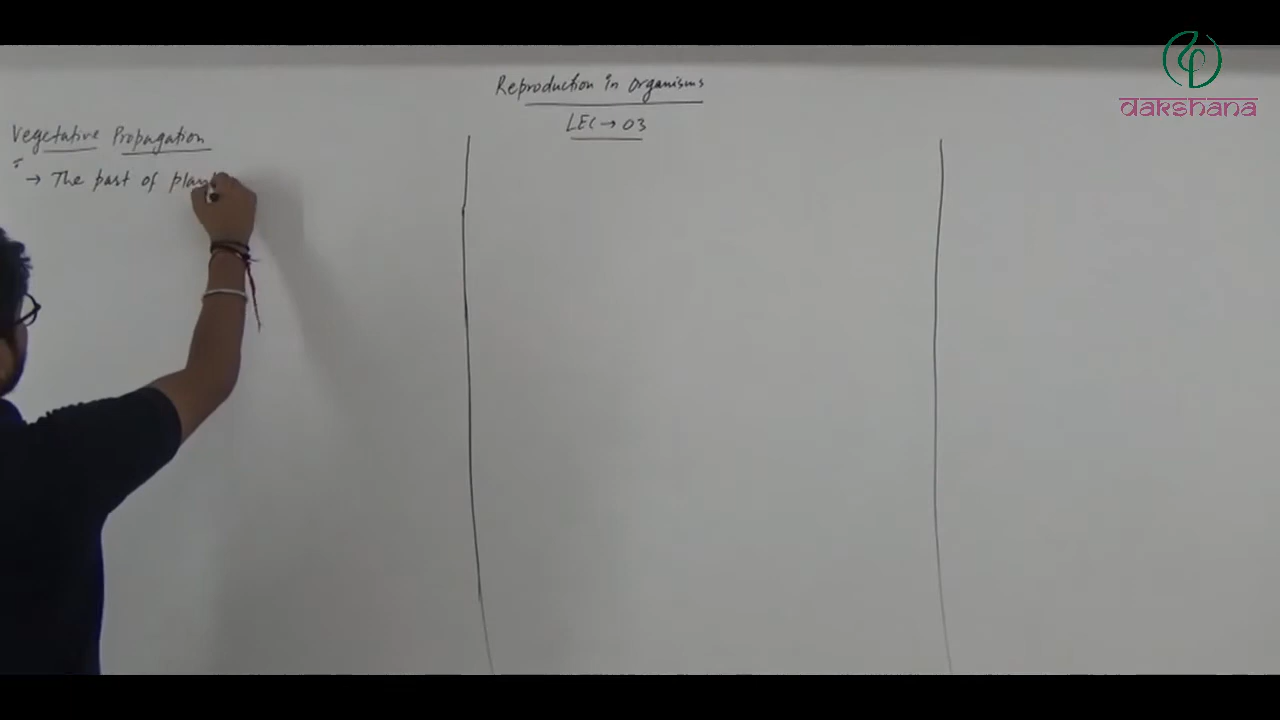 dakshana
Reproduction in Organisms
LEC → 03
Vegetative Propagation
→ The part of plant